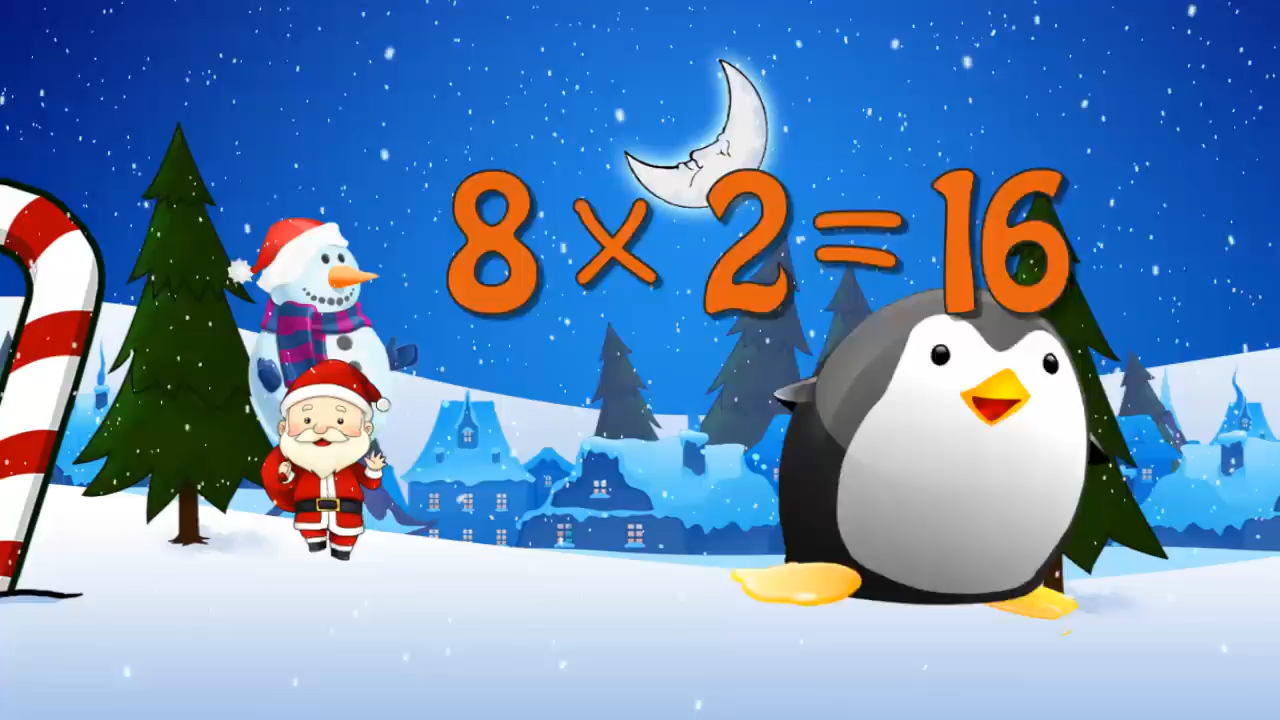 8 × 2 = 16